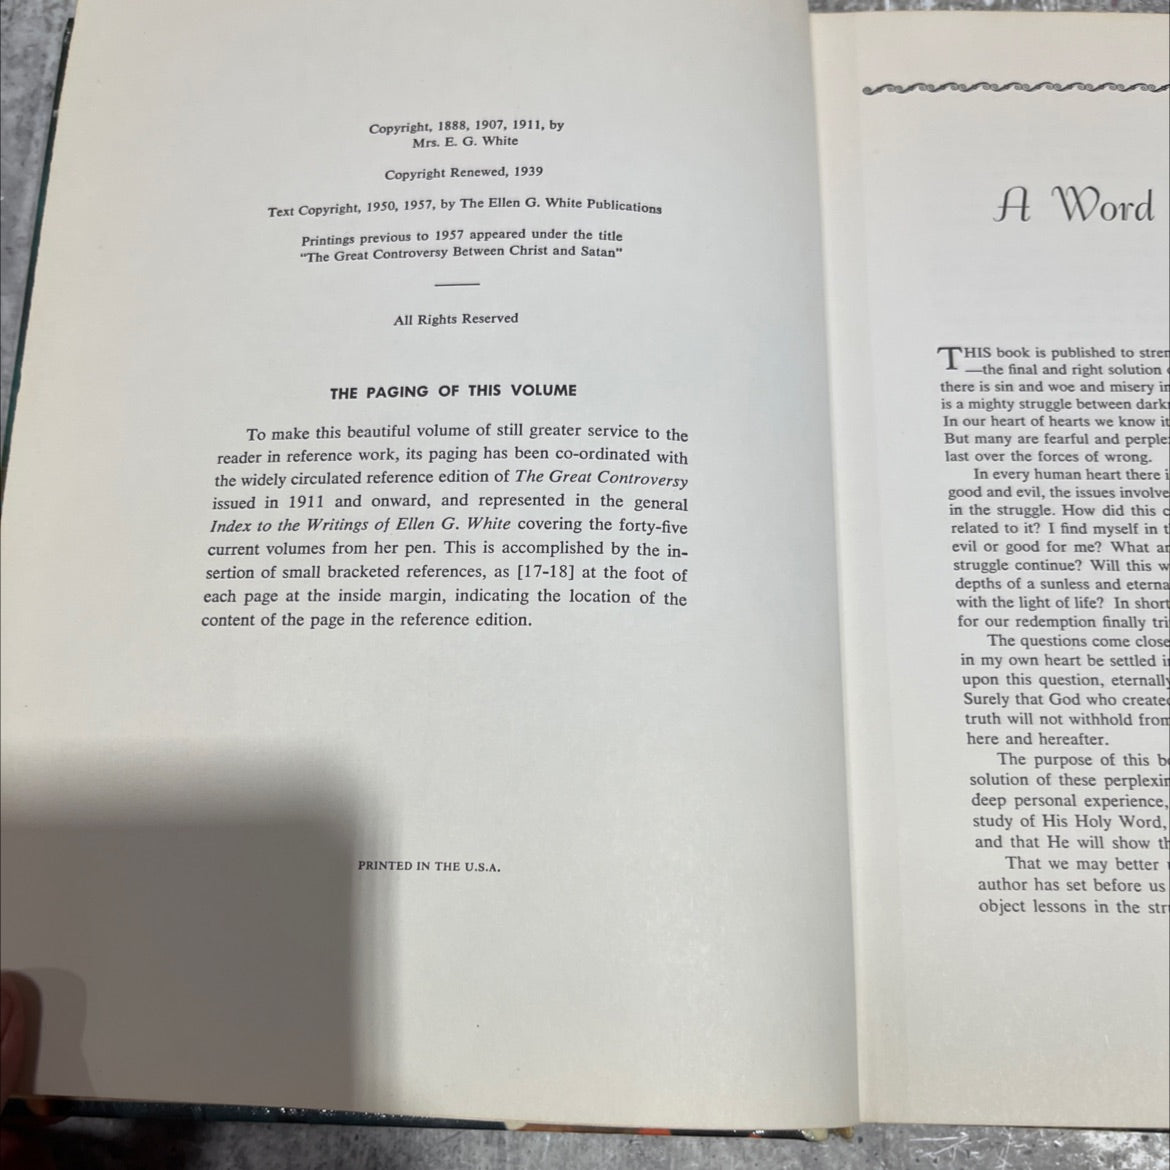 Copyright, 1888, 1907, 1911, by
Mrs. E. G. White
Copyright Renewed, 1939
Text Copyright, 1950, 1957, by The Ellen G. White Publications
Printings previous to 1957 appeared under the title
"The Great Controversy Between Christ and Satan"
All Rights Reserved
THE PAGING OF THIS VOLUME
To make this beautiful volume of still greater service to the
reader in reference work, its paging has been co-ordinated with
the widely circulated reference edition of The Great Controversy
issued in 1911 and onward, and represented in the general
Index to the Writings of Ellen G. White covering the forty-five
current volumes from her pen. This is accomplished by the in-
sertion of small bracketed references, as [17-18] at the foot of
each page at the inside margin, indicating the location of the
content of the page in the reference edition.
PRINTED IN THE U.S.A.
A Word
THIS book is published to
—the final and right solution
there is sin and woe and misery
is a mighty struggle between
In our heart of hearts we know it
But many are fearful and
last over the forces of wrong.
In every human heart there
good and evil, the issues
in the struggle. How did this
related to it? I find myself in
evil or good for me? What
struggle continue? Will this
depths of a sunless and
with the light of life? In short
for our redemption finally
The questions come close
in my own heart be settled
upon this question, eternally
Surely that God who created
truth will not withhold from
here and hereafter.
The purpose of this
solution of these
deep personal experience,
study of His Holy Word,
and that He will show
That we may better
author has set before us
object lessons in the